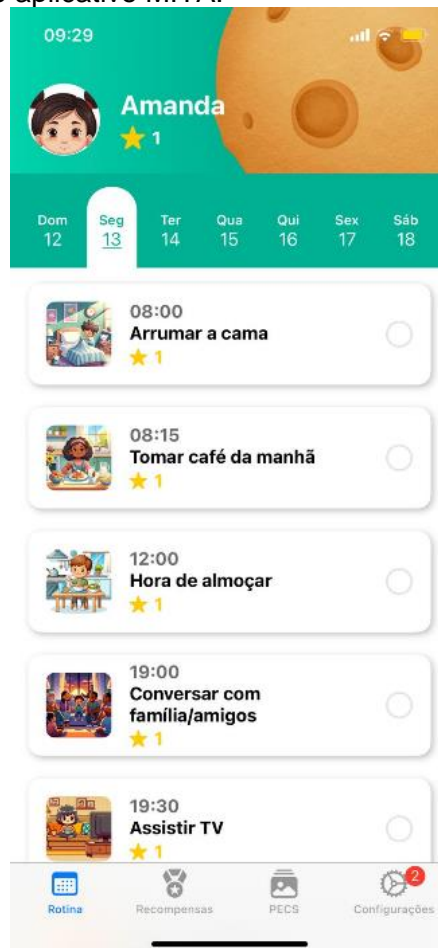 aplicativo MITA.
09:29
Amanda
1
Dom Seg Ter Qua Qui Sex Sáb
12 13 14 15 16 17 18
08:00
Arrumar a cama
1
08:15
Tomar café da manhã
1
12:00
Hora de almoçar
1
19:00
Conversar com
família/amigos
1
19:30
Assistir TV
1
2
Rotina Recompensas PECS Configurações